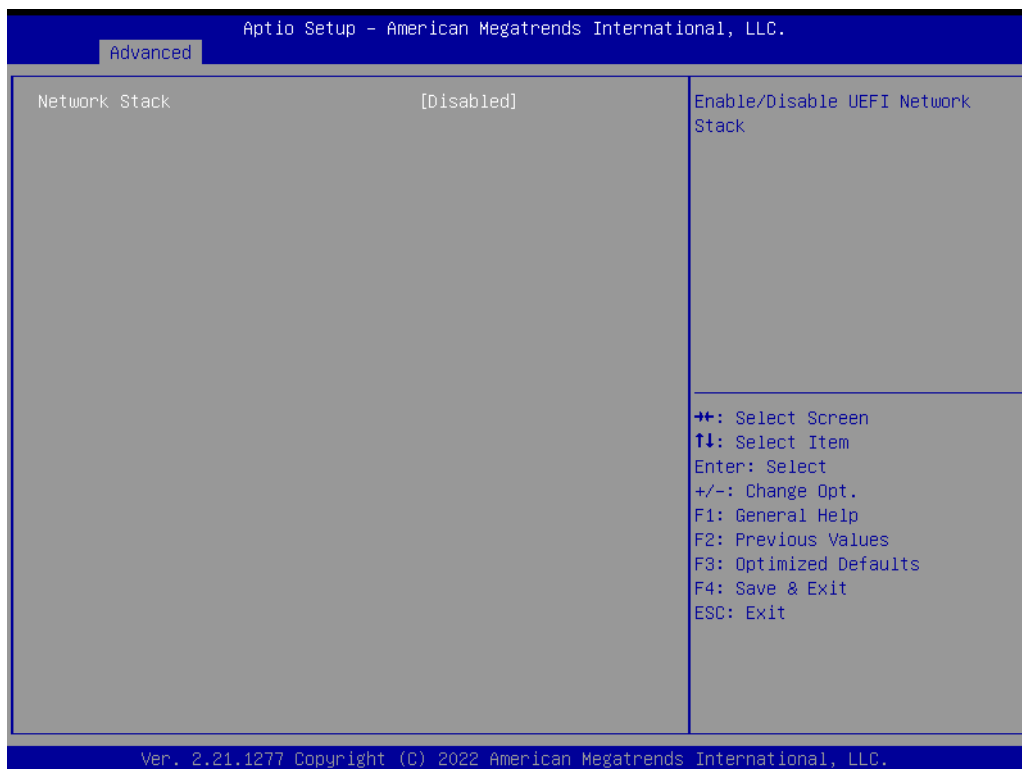 Aptio Setup – American Megatrends International, LLC.
Advanced
Network Stack [Disabled]
Enable/Disable UEFI Network
Stack
→←: Select Screen
↑↓: Select Item
Enter: Select
+/-: Change Opt.
F1: General Help
F2: Previous Values
F3: Optimized Defaults
F4: Save & Exit
ESC: Exit
Ver. 2.21.1277 Copyright (C) 2022 American Megatrends International, LLC.